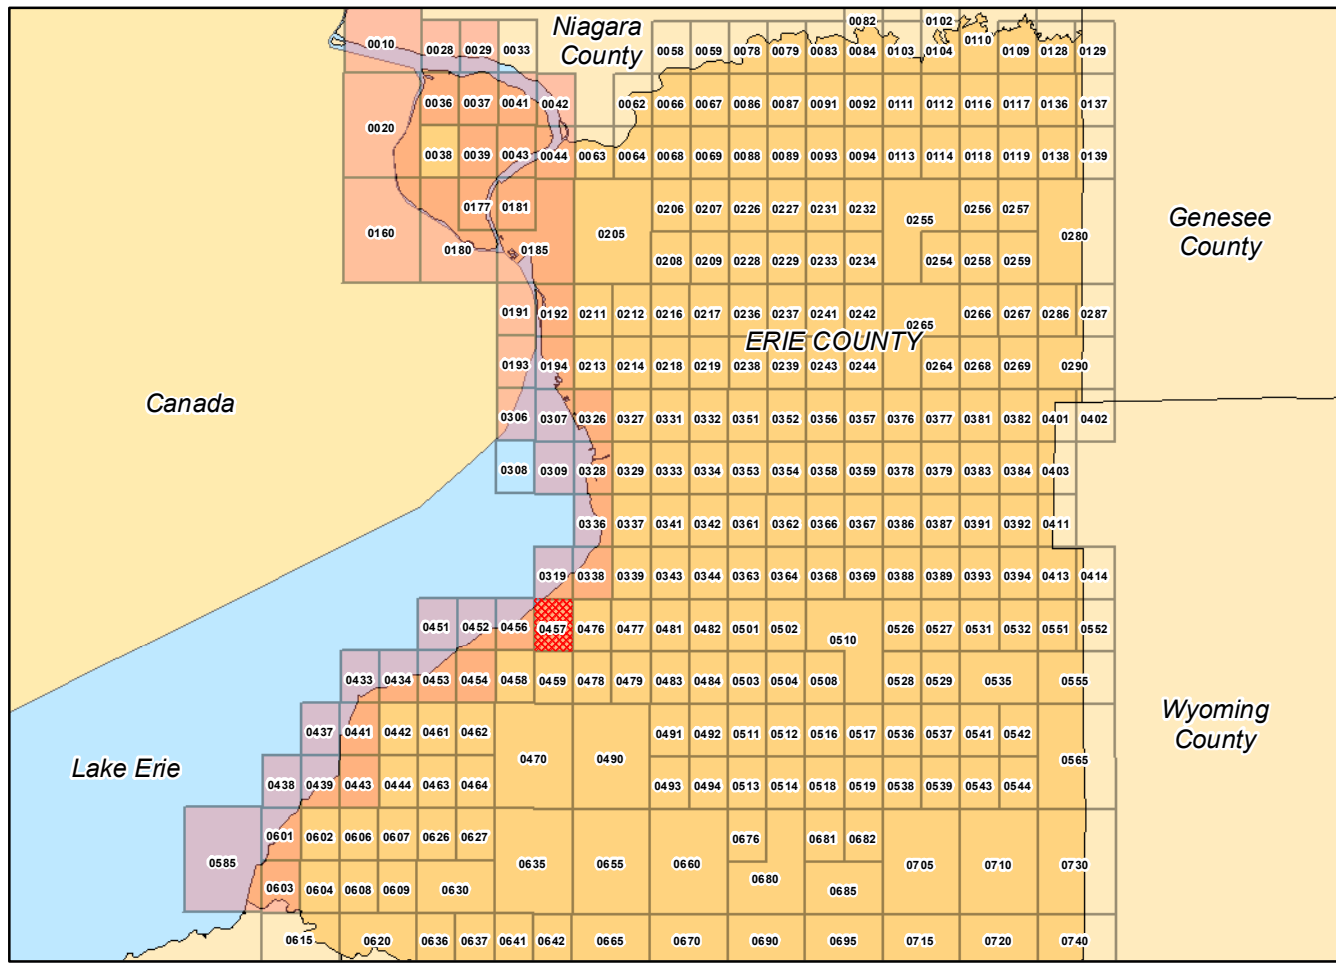 0082 0102
Niagara
County
0110
0010 0028 0029 0033 0058 0059 0078 0079 0083 0084 0103 0104 0109 0128 0129
0036 0037 0041 0042 0062 0066 0067 0086 0087 0091 0092 0111 0112 0116 0117 0136 0137
0020
0038 0039 0043 0044 0063 0064 0068 0069 0088 0089 0093 0094 0113 0114 0118 0119 0138 0139
0177 0181 0206 0207 0226 0227 0231 0232 0256 0257
0255
Genesee
County
0160 0205 0280
0180 0185 0208 0209 0228 0229 0233 0234 0254 0258 0259
0191 0192 0211 0212 0216 0217 0236 0237 0241 0242 0266 0267 0286 0287
0265
ERIE COUNTY
0193 0194 0213 0214 0218 0219 0238 0239 0243 0244 0264 0268 0269 0290
Canada
0306 0307 0326 0327 0331 0332 0351 0352 0356 0357 0376 0377 0381 0382 0401 0402
0308 0309 0328 0329 0333 0334 0353 0354 0358 0359 0378 0379 0383 0384 0403
0336 0337 0341 0342 0361 0362 0366 0367 0386 0387 0391 0392 0411
0319 0338 0339 0343 0344 0363 0364 0368 0369 0388 0389 0393 0394 0413 0414
0451 0452 0456 0457 0476 0477 0481 0482 0501 0502 0510 0526 0527 0531 0532 0551 0552
0433 0434 0453 0454 0458 0459 0478 0479 0483 0484 0503 0504 0508 0528 0529 0535 0555
Wyoming
County
0437 0441 0442 0461 0462 0491 0492 0511 0512 0516 0517 0536 0537 0541 0542
0470 0490 0565
Lake Erie
0438 0439 0443 0444 0463 0464 0493 0494 0513 0514 0518 0519 0538 0539 0543 0544
0601 0602 0606 0607 0626 0627 0676 0681 0682
0585 0635 0655 0660 0705 0710 0730
0680
0603 0604 0608 0609 0630 0685
0615 0620 0636 0637 0641 0642 0665 0670 0690 0695 0715 0720 0740